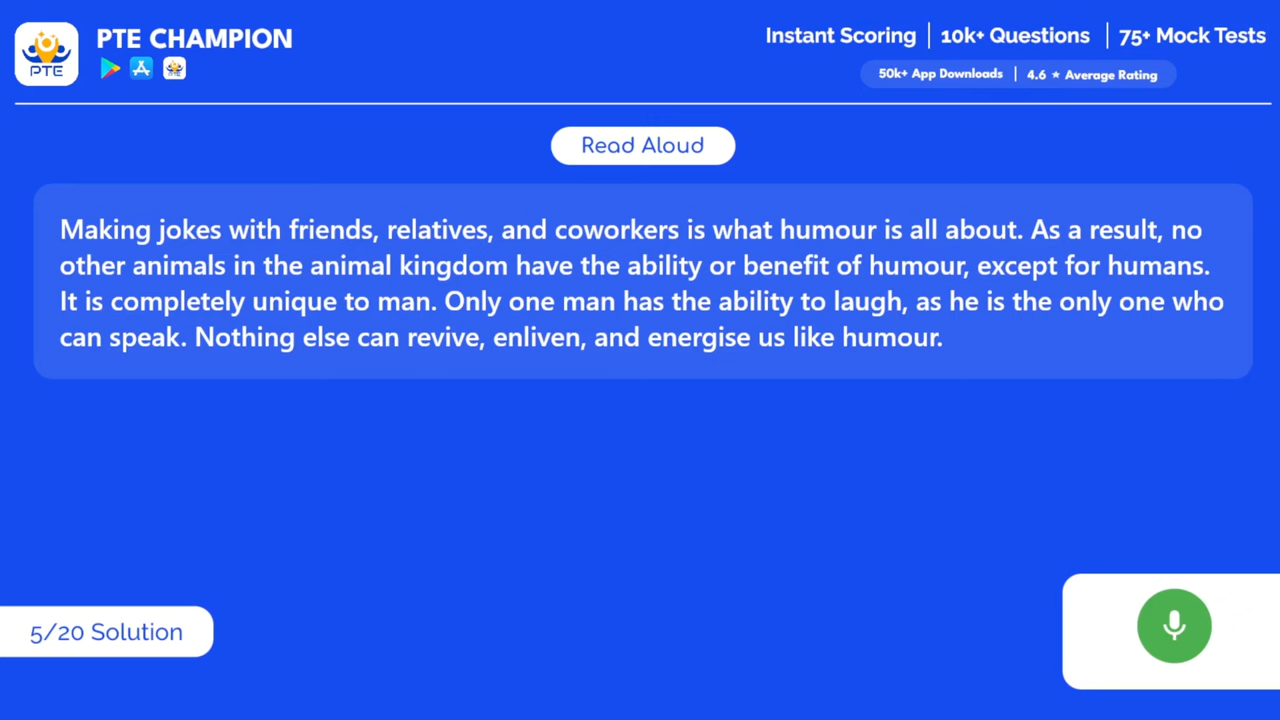 PTE CHAMPION
PTE
Instant Scoring | 10k+ Questions | 75+ Mock Tests
50k+ App Downloads | 4.6 ★ Average Rating
Read Aloud
Making jokes with friends, relatives, and coworkers is what humour is all about. As a result, no
other animals in the animal kingdom have the ability or benefit of humour, except for humans.
It is completely unique to man. Only one man has the ability to laugh, as he is the only one who
can speak. Nothing else can revive, enliven, and energise us like humour.
5/20 Solution